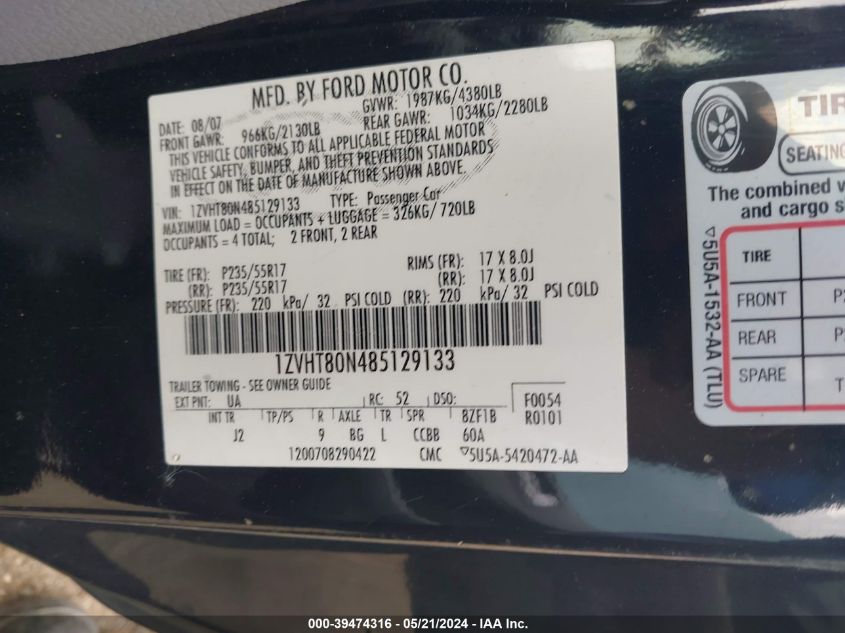 MFD. BY FORD MOTOR CO.
DATE: 08/07 GVWR: 1987KG/4380LB
FRONT GAWR: 966KG/2130LB REAR GAWR: 1034KG/2280LB
THIS VEHICLE CONFORMS TO ALL APPLICABLE FEDERAL MOTOR
VEHICLE SAFETY, BUMPER, AND THEFT PREVENTION STANDARDS
IN EFFECT ON THE DATE OF MANUFACTURE SHOWN ABOVE.
VIN: 1ZVHT80N485129133 TYPE: Passenger Car
MAXIMUM LOAD = OCCUPANTS + LUGGAGE = 326KG/ 720LB
OCCUPANTS = 4 TOTAL; 2 FRONT, 2 REAR
TIRE (FR): P235/55R17 RIMS (FR): 17 X 8.0J
(RR): P235/55R17 (RR): 17 X 8.0J
PRESSURE (FR): 220 kPa/ 32 PSI COLD (RR): 220 kPa/ 32 PSI COLD
1ZVHT80N485129133
TRAILER TOWING - SEE OWNER GUIDE
EXT PNT: UA RC: 52 DSO: F0054
INT TR TP/PS R AXLE TR SPR 8ZF1B R0101
J2 9 BG L CCBB 60A
1200708290422 CMC ▽5U5A-5420472-AA
TIR
SEATING
The combined
and cargo s
TIRE
FRONT P
REAR P
SPARE T
▽5U5A-1532-AA (TLU)
000-39474316 - 05/21/2024 - IAA Inc.